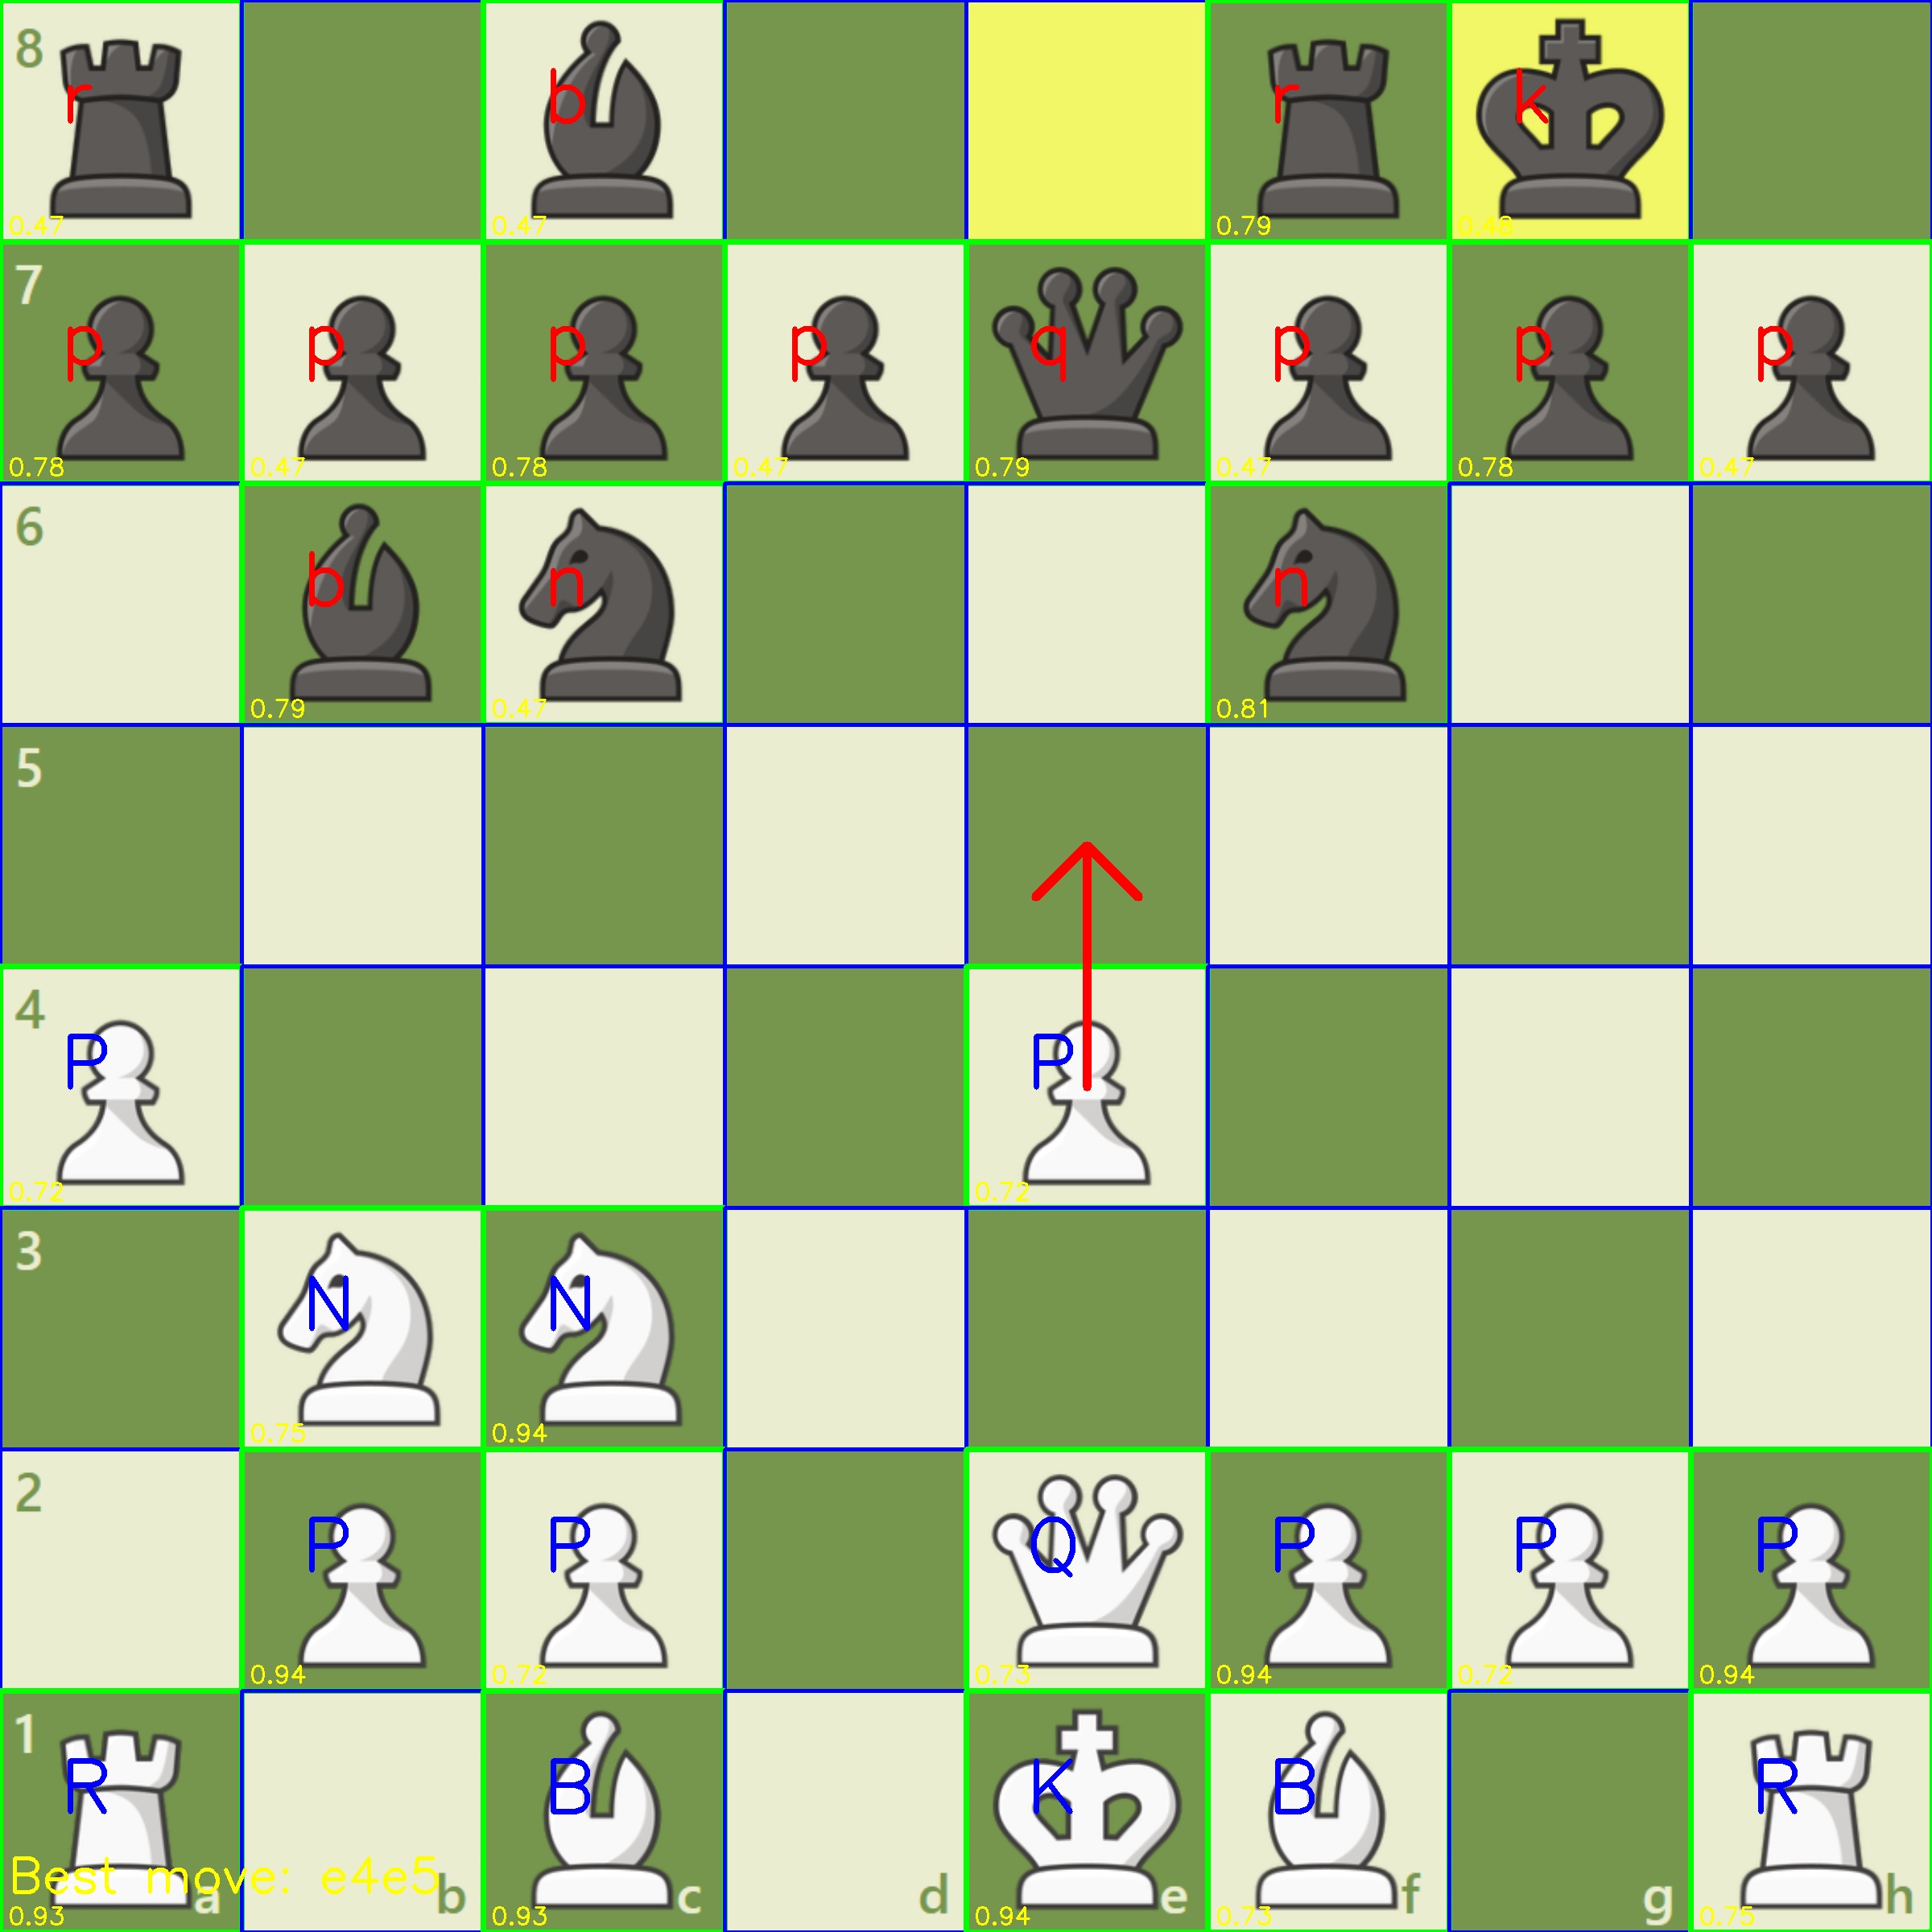 8 r b r k
0.47 0.47 0.79 0.48
7 p p p p q p p p
0.78 0.47 0.78 0.47 0.79 0.47 0.78 0.47
6 b n n
0.79 0.47 0.81
5
4 P P
0.72 0.72
3 N N
0.75 0.94
2 P P Q P P P
0.94 0.72 0.73 0.94 0.72 0.94
1 R B K B R
Best move: e4e5
a b c d e f g h
0.93 0.93 0.94 0.73 0.75